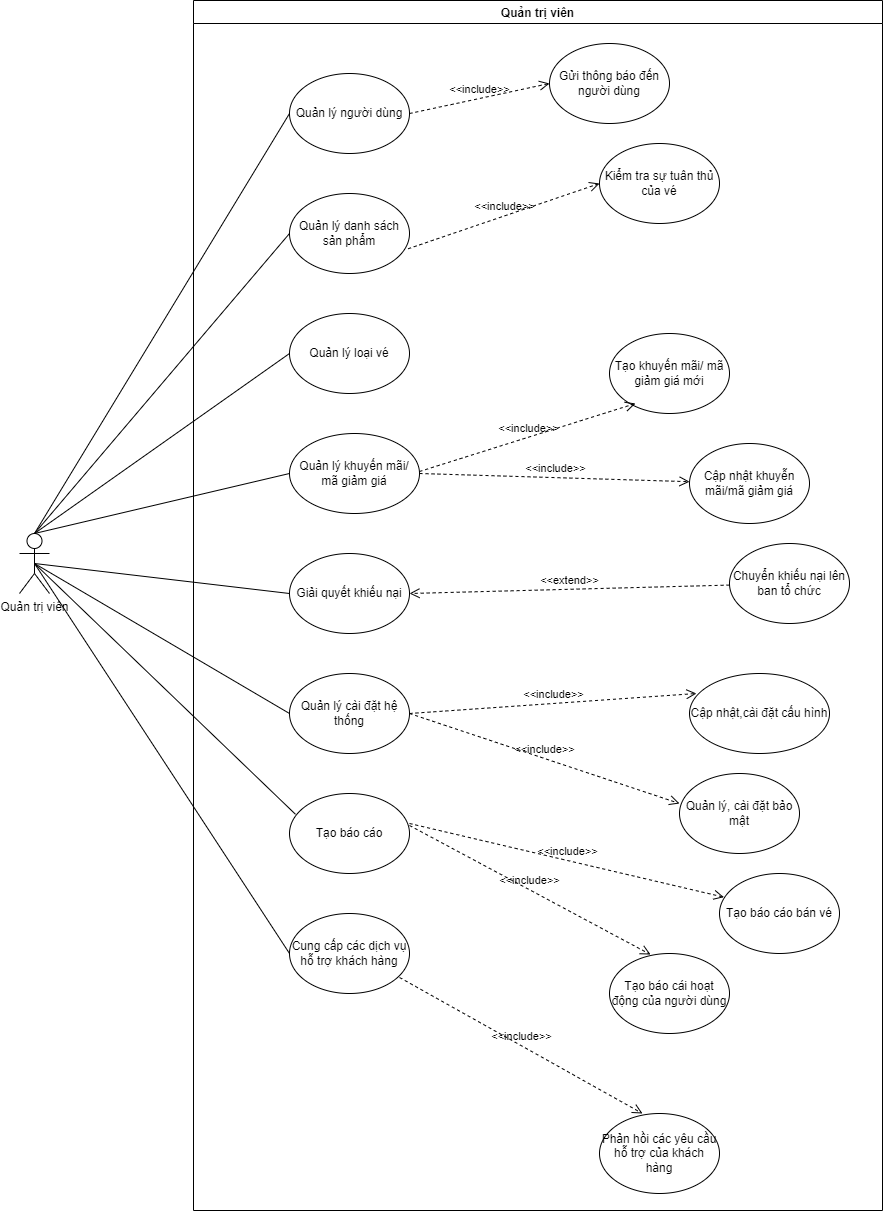 Quản trị viên
Gửi thông báo đến
người dùng
<<include>>
Quản lý người dùng
Kiểm tra sự tuân thủ
của vé
<<include>>
Quản lý danh sách
sản phẩm
Quản lý loại vé
Tạo khuyến mãi/ mã
giảm giá mới
<<include>>
Quản lý khuyến mãi/
mã giảm giá
<<include>>
Cập nhật khuyễn
mãi/mã giảm giá
Giải quyết khiếu nại
<<extend>>
Chuyển khiếu nại lên
ban tổ chức
Quản trị viên
Quản lý cài đặt hệ
thống
<<include>>
Cập nhật,cài đặt cấu hình
<<include>>
Quản lý, cài đặt bảo
mật
Tạo báo cáo
<<include>>
<<include>>
Tạo báo cáo bán vé
Cung cấp các dịch vụ
hỗ trợ khách hàng
Tạo báo cái hoạt
động của người dùng
<<include>>
Phản hồi các yêu cầu
hỗ trợ của khách
hàng